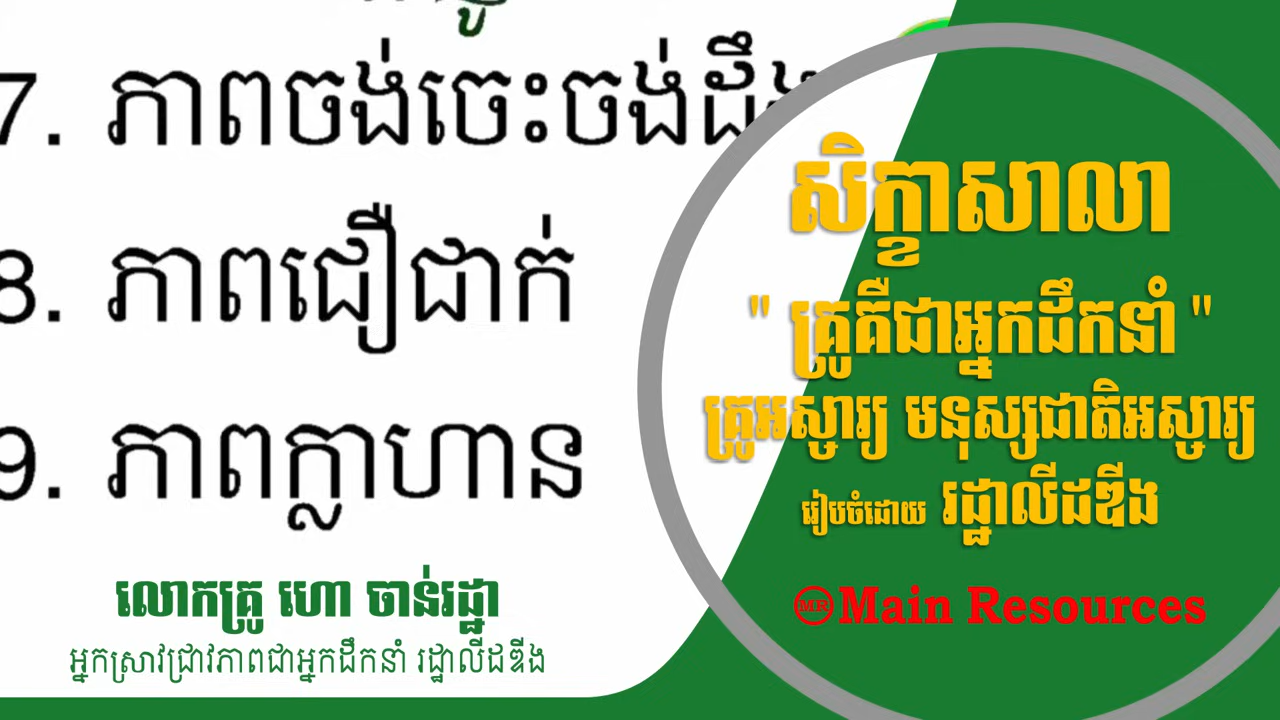 7. ភាពចង់ចេះចង់ដឹង
8. ភាពជឿជាក់
9. ភាពក្លាហាន
លោកគ្រូ ហោ ចាន់រដ្ឋា
អ្នកស្រាវជ្រាវភាពជាអ្នកដឹកនាំ រដ្ឋាលីដឌីង
សិក្ខាសាលា
" គ្រូគឺជាអ្នកដឹកនាំ "
គ្រូអស្ចារ្យ មនុស្សជាតិអស្ចារ្យ
រៀបចំដោយ រដ្ឋាលីដឌីង
MR Main Resources